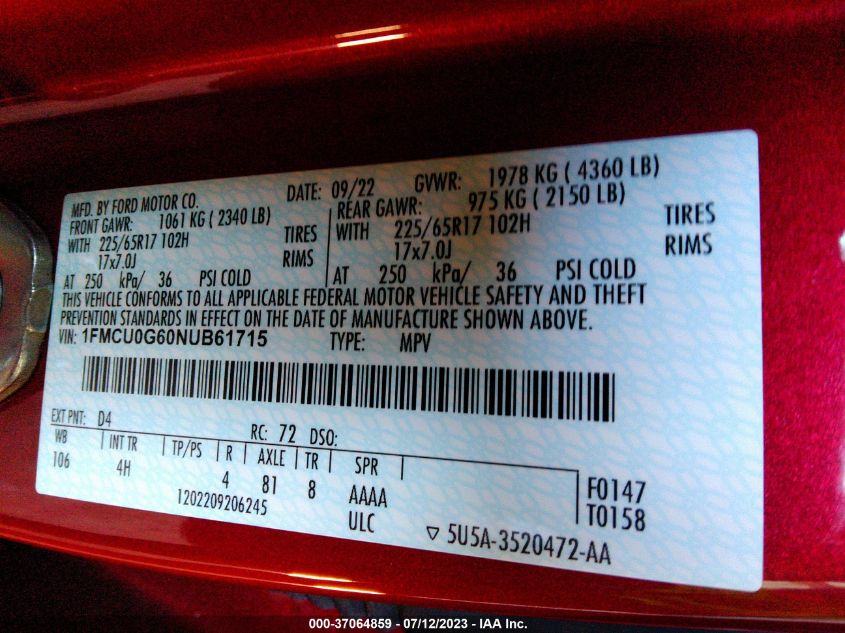 MFD. BY FORD MOTOR CO. DATE: 09/22 GVWR: 1978 KG ( 4360 LB)
FRONT GAWR: 1061 KG ( 2340 LB) REAR GAWR: 975 KG ( 2150 LB)
WITH 225/65R17 102H TIRES WITH 225/65R17 102H TIRES
17x7.0J RIMS 17x7.0J RIMS
AT 250 kPa/ 36 PSI COLD AT 250 kPa/ 36 PSI COLD
THIS VEHICLE CONFORMS TO ALL APPLICABLE FEDERAL MOTOR VEHICLE SAFETY AND THEFT
PREVENTION STANDARDS IN EFFECT ON THE DATE OF MANUFACTURE SHOWN ABOVE.
VIN: 1FMCU0G60NUB61715 TYPE: MPV
EXT PNT: D4 RC: 72 DSO:
WB INT TR TP/PS R AXLE TR SPR
106 4H 4 81 8 AAAA F0147
1202209206245 ULC T0158
▽ 5U5A-3520472-AA
000-37064859 - 07/12/2023 - IAA Inc.